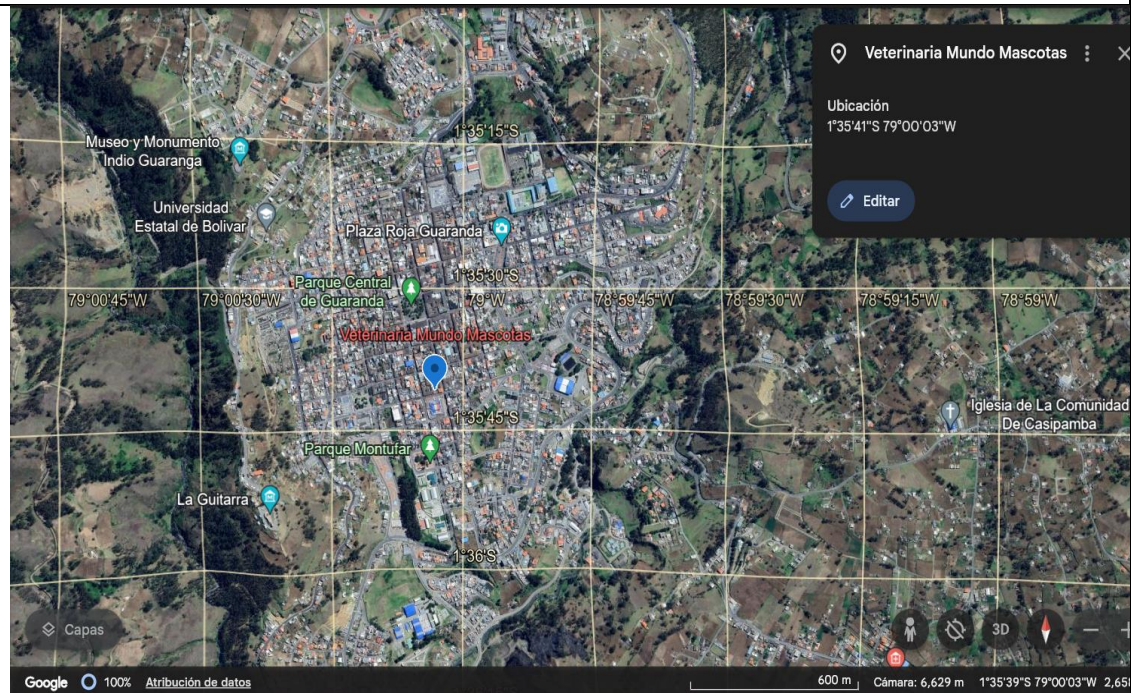 Veterinaria Mundo Mascotas
Ubicación
1°35'41"S 79°00'03"W
Editar
1°35'15"S
Museo y Monumento
Indio Guaranga
Universidad
Estatal de Bolivar
Plaza Roja Guaranda
1°35'30"S
Parque Central
de Guaranda
79°00'45"W
79°00'30"W
79°W
78°59'45"W
78°59'30"W
78°59'15"W
78°59'W
Veterinaria Mundo Mascotas
1°35'45"S
Iglesia de La Comunidad
De Casipamba
Parque Montufar
La Guitarra
1°36'S
Capas
3D
Google
100%
Atribución de datos
600 m
Cámara: 6,629 m
1°35'39"S 79°00'03"W